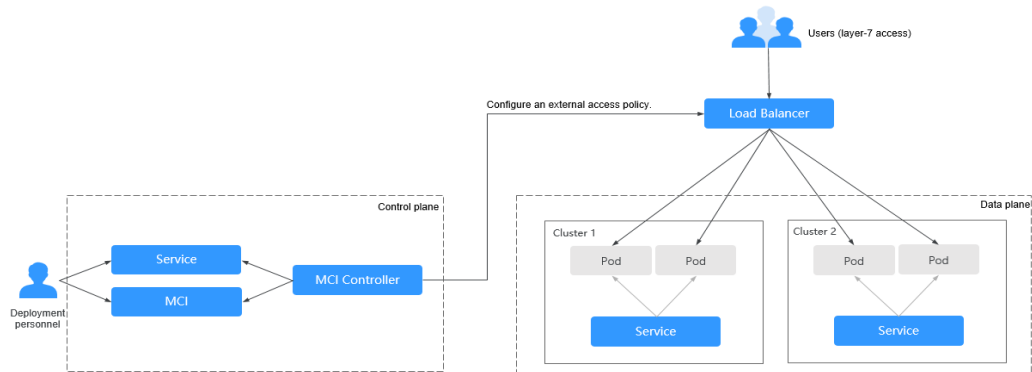 Users (layer-7 access)
Configure an external access policy.
Load Balancer
Control plane
Data plane
Cluster 1
Cluster 2
Service
MCI Controller
MCI
Deployment
personnel
Pod
Pod
Pod
Pod
Service
Service